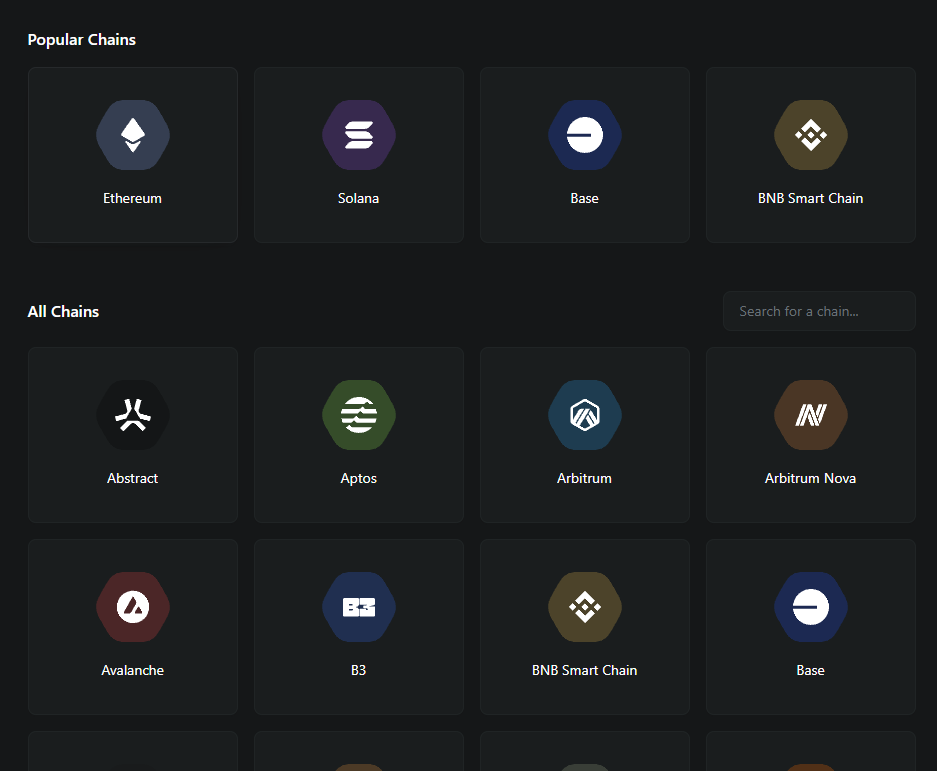 Popular Chains
Ethereum
Solana
Base
BNB Smart Chain
All Chains
Search for a chain...
Abstract
Aptos
Arbitrum
Arbitrum Nova
Avalanche
B3
B3
BNB Smart Chain
Base